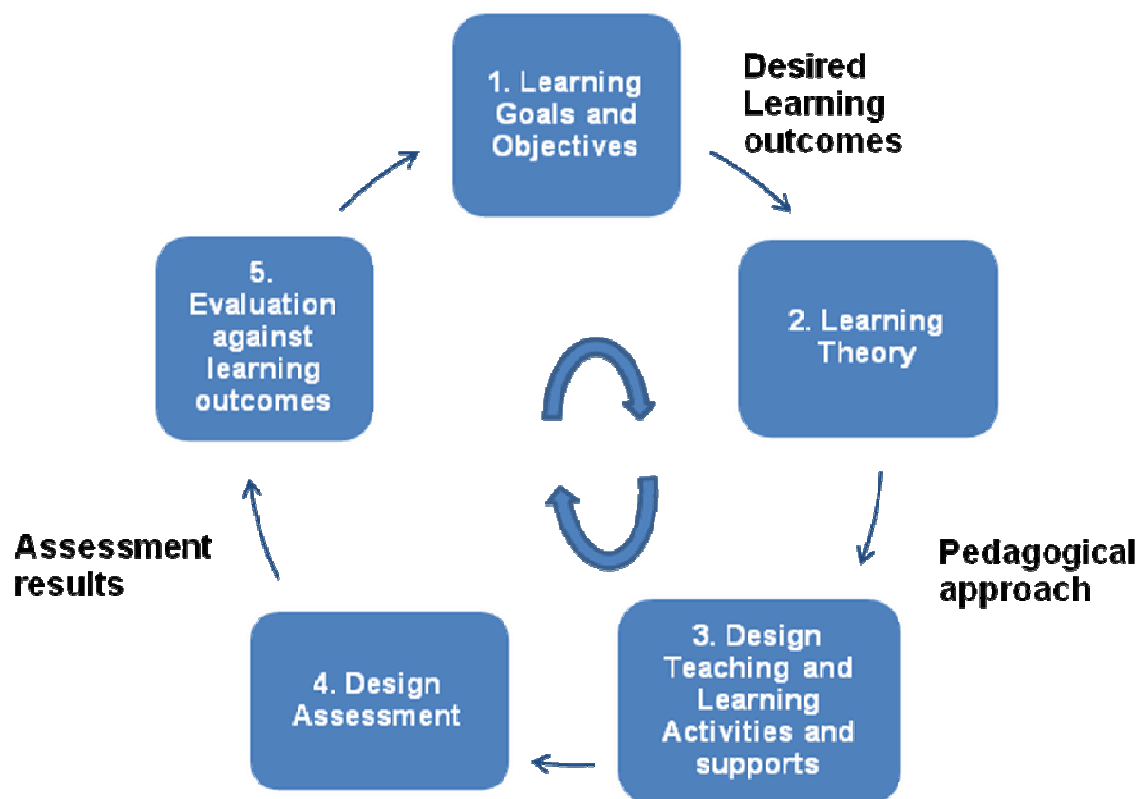 1. Learning
Goals and
Objectives
Desired
Learning
outcomes
2. Learning
Theory
Pedagogical
approach
3. Design
Teaching and
Learning
Activities and
supports
4. Design
Assessment
Assessment
results
5.
Evaluation
against
learning
outcomes